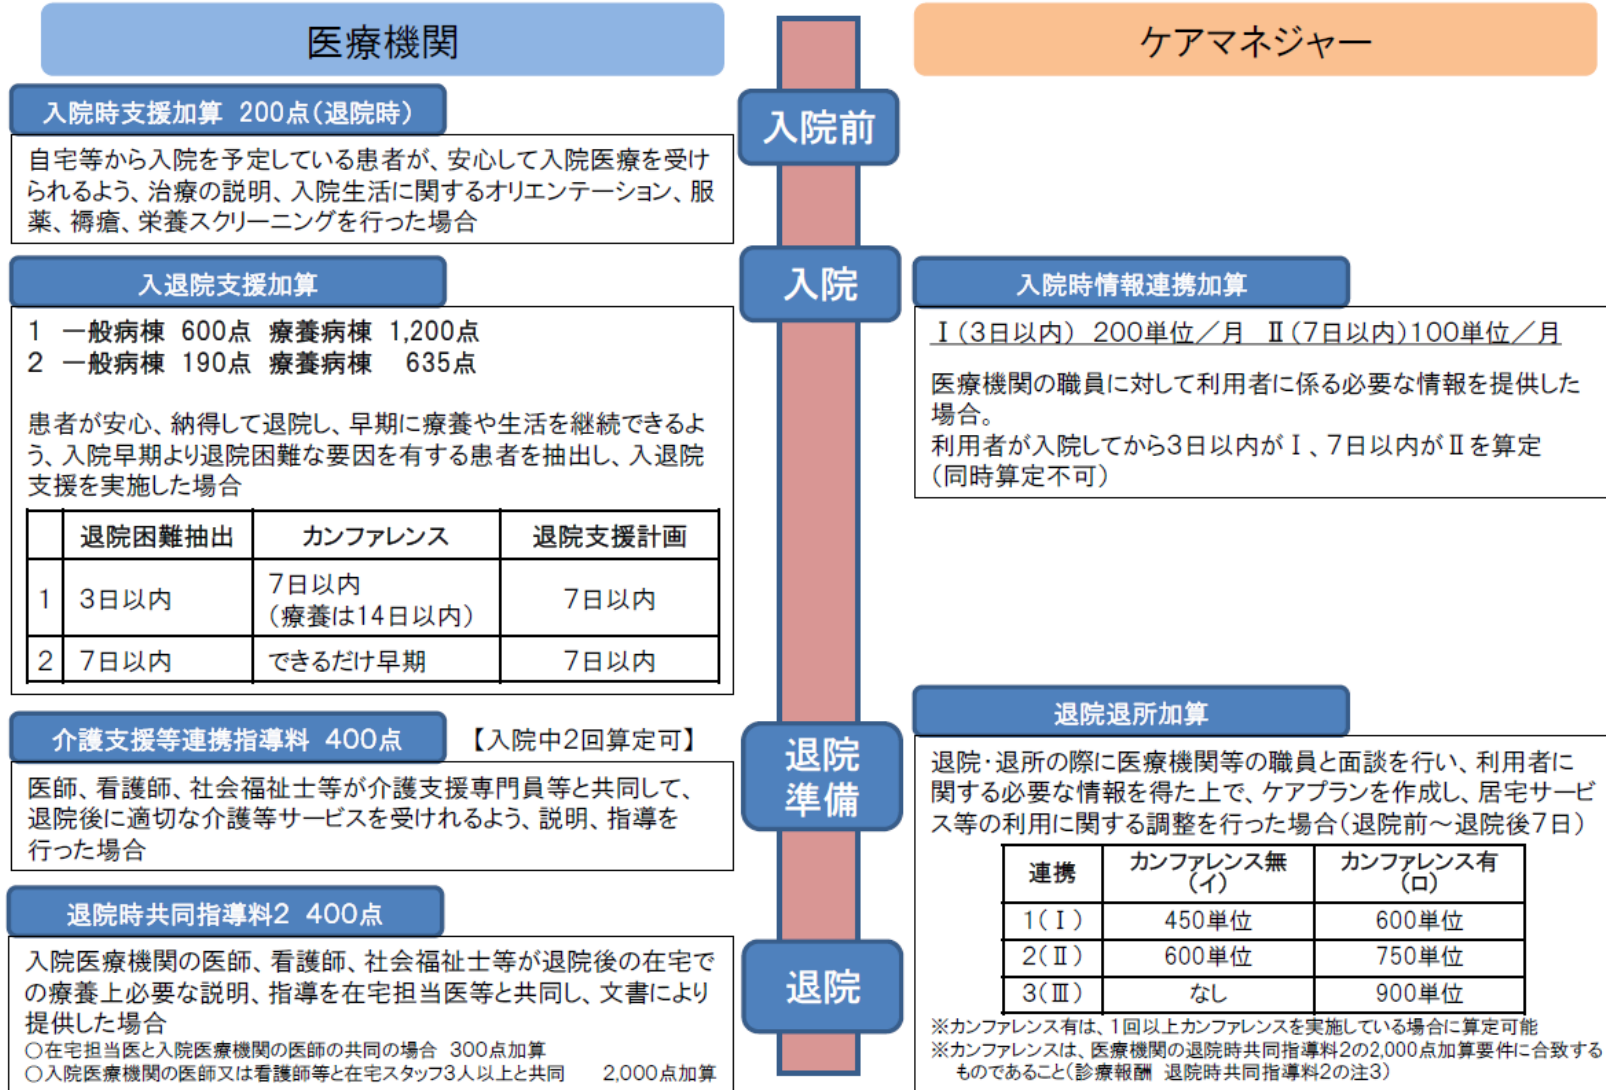 医療機関
ケアマネジャー
入院時支援加算 200点(退院時)
自宅等から入院を予定している患者が、安心して入院医療を受け
られるよう、治療の説明、入院生活に関するオリエンテーション、服
薬、褥瘡、栄養スクリーニングを行った場合
入院前
入退院支援加算
1 一般病棟 600点 療養病棟 1,200点
2 一般病棟 190点 療養病棟 635点
患者が安心、納得して退院し、早期に療養や生活を継続できるよ
う、入院早期より退院困難な要因を有する患者を抽出し、入退院
支援を実施した場合
退院困難抽出 カンファレンス 退院支援計画
1 3日以内 7日以内 7日以内
(療養は14日以内)
2 7日以内 できるだけ早期 7日以内
入院
入院時情報連携加算
Ⅰ(3日以内) 200単位/月 Ⅱ(7日以内)100単位/月
医療機関の職員に対して利用者に係る必要な情報を提供した
場合。
利用者が入院してから3日以内がⅠ、7日以内がⅡを算定
(同時算定不可)
介護支援等連携指導料 400点 【入院中2回算定可】
医師、看護師、社会福祉士等が介護支援専門員等と共同して、
退院後に適切な介護等サービスを受けれるよう、説明、指導を
行った場合
退院
準備
退院退所加算
退院・退所の際に医療機関等の職員と面談を行い、利用者に
関する必要な情報を得た上で、ケアプランを作成し、居宅サービ
ス等の利用に関する調整を行った場合(退院前~退院後7日)
連携 カンファレンス無 カンファレンス有
(イ) (ロ)
1(Ⅰ) 450単位 600単位
2(Ⅱ) 600単位 750単位
3(Ⅲ) なし 900単位
※カンファレンス有は、1回以上カンファレンスを実施している場合に算定可能
※カンファレンスは、医療機関の退院時共同指導料2の2,000点加算要件に合致する
ものであること(診療報酬 退院時共同指導料2の注3)
退院時共同指導料2 400点
入院医療機関の医師、看護師、社会福祉士等が退院後の在宅で
の療養上必要な説明、指導を在宅担当医等と共同し、文書により
提供した場合
○在宅担当医と入院医療機関の医師の共同の場合 300点加算
○入院医療機関の医師又は看護師等と在宅スタッフ3人以上と共同 2,000点加算
退院